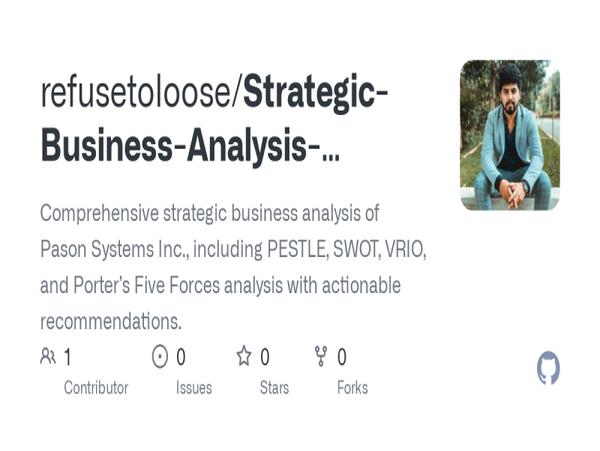 refusetoloose/Strategic-
Business-Analysis-...
Comprehensive strategic business analysis of
Pason Systems Inc., including PESTLE, SWOT, VRIO,
and Porter's Five Forces analysis with actionable
recommendations.
1 0 0 0
Contributor Issues Stars Forks